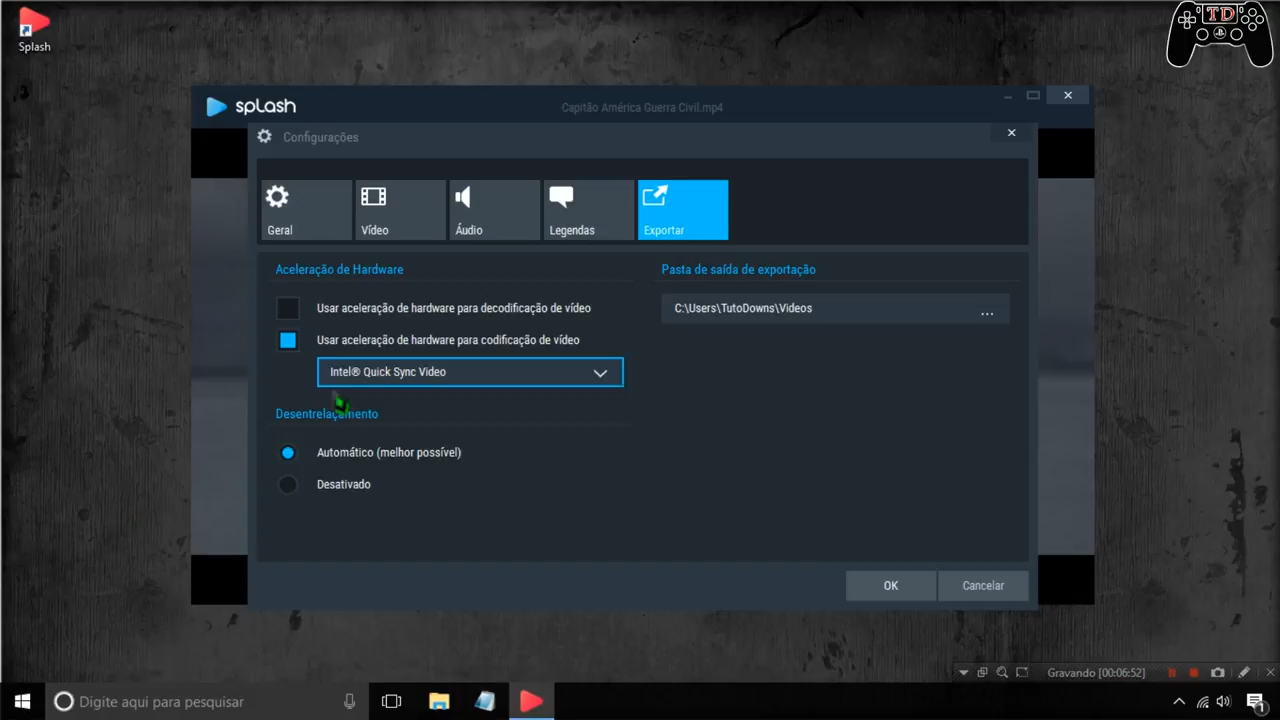 TD
Splash
splash
Capitão América Guerra Civil.mp4
Configurações
Geral
Vídeo
Áudio
Legendas
Exportar
Aceleração de Hardware
Usar aceleração de hardware para decodificação de vídeo
Usar aceleração de hardware para codificação de vídeo
Intel® Quick Sync Video
Desentrelaçamento
Automático (melhor possível)
Desativado
Pasta de saída de exportação
C:\Users\TutoDowns\Videos
...
OK
Cancelar
Gravando [00:06:52]
Digite aqui para pesquisar
1